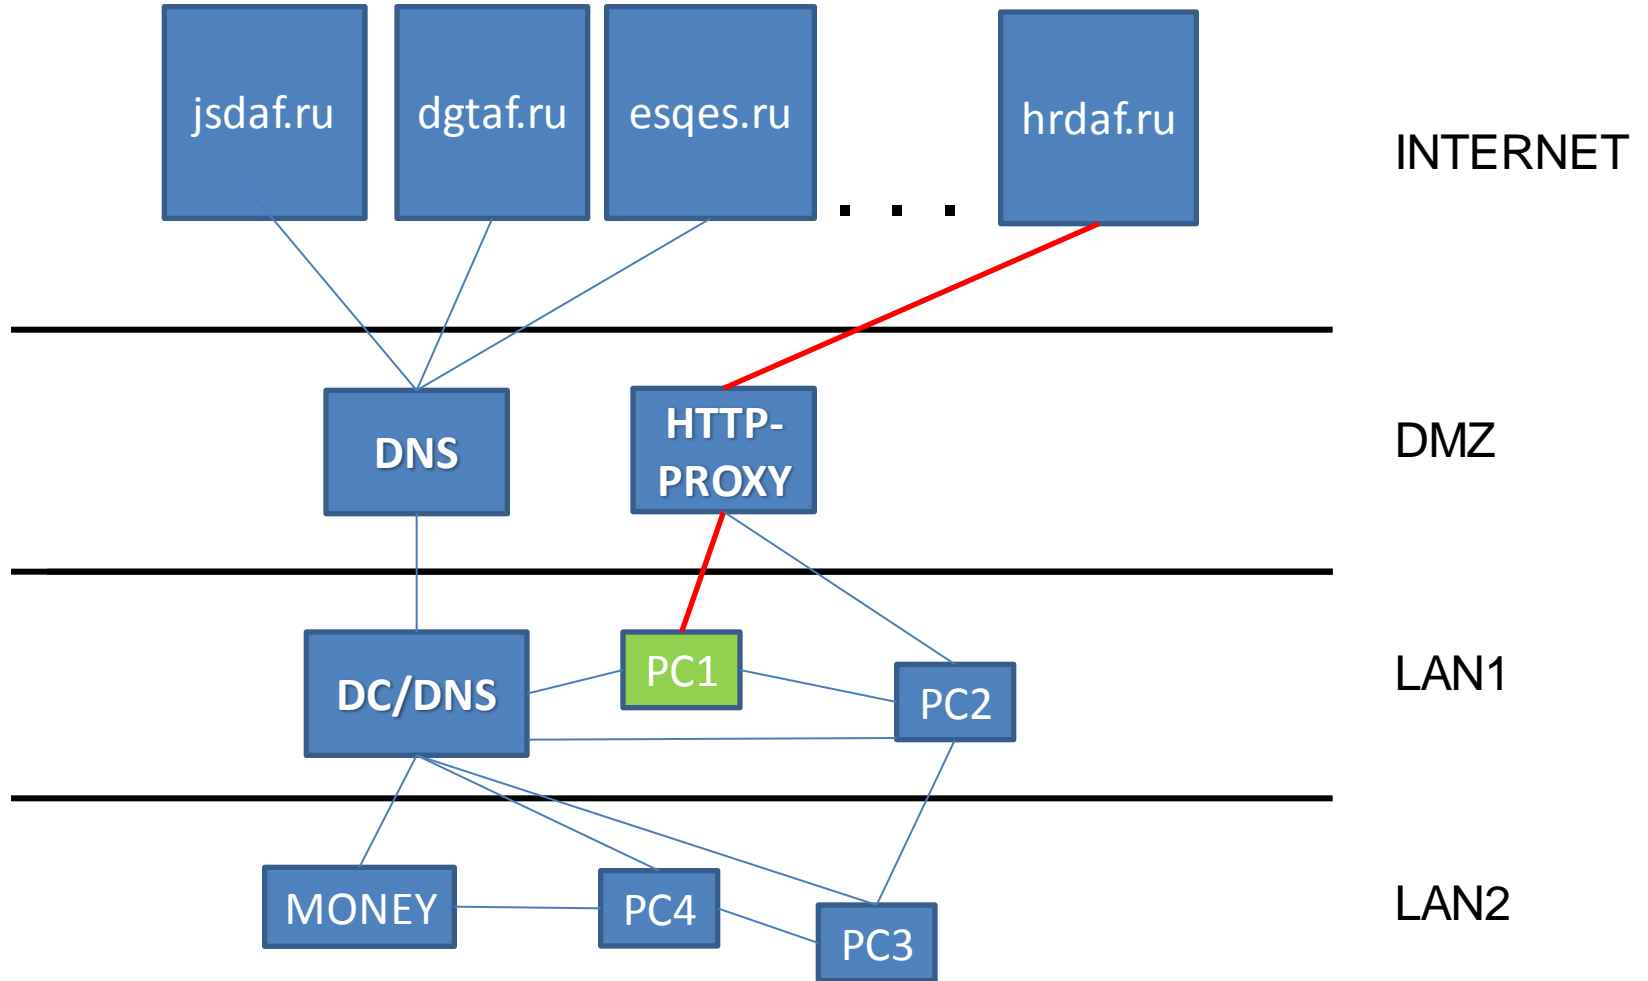 jsdaf.ru
dgtaf.ru
esqes.ru
. . .
hrdaf.ru
INTERNET
DNS
HTTP-
PROXY
DMZ
DC/DNS
PC1
PC2
LAN1
MONEY
PC4
PC3
LAN2